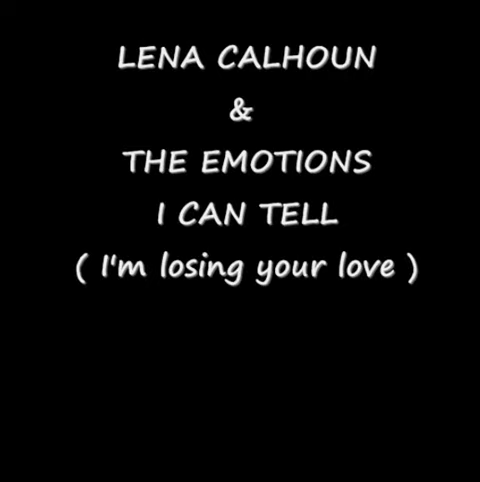 LENA CALHOUN
&
THE EMOTIONS
I CAN TELL
( I'm losing your love )